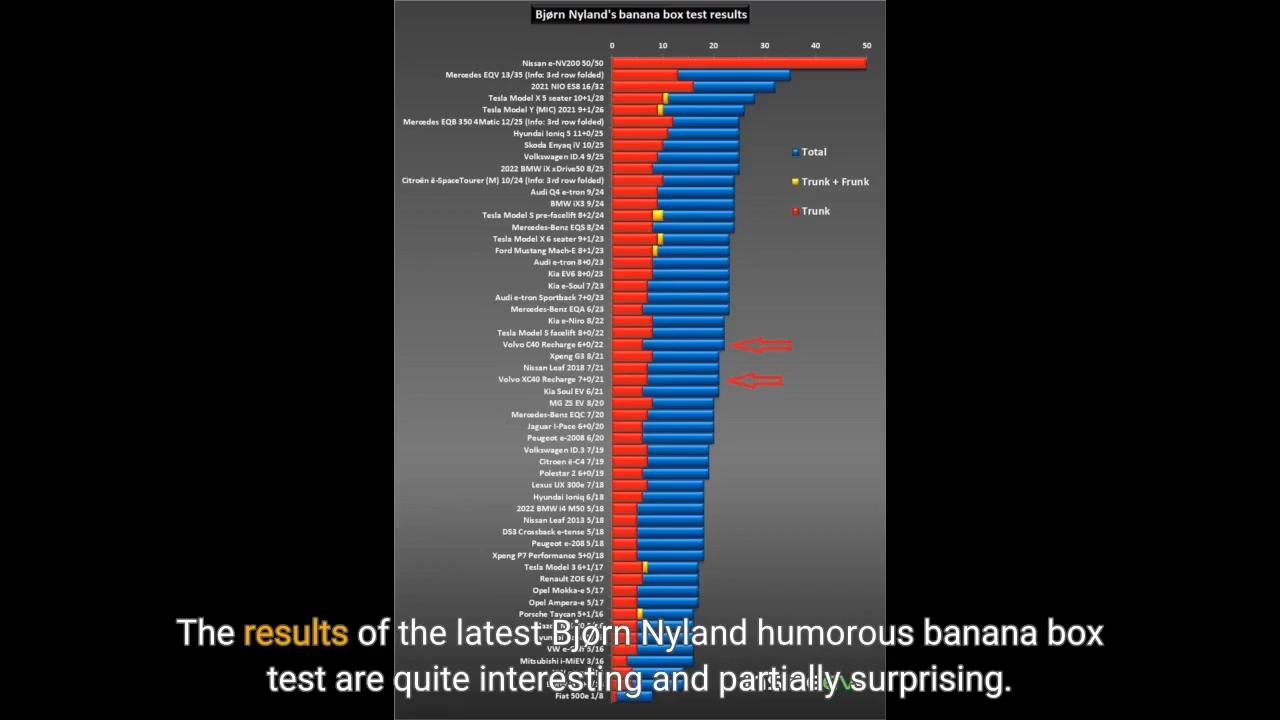 Bjørn Nyland's banana box test results
0 10 20 30 40 50
Nissan e-NV200 50/50
Mercedes EQV 13/35 (Info: 3rd row folded)
2021 NIO ES8 16/32
Tesla Model X 5 seater 10+1/28
Tesla Model Y (MIC) 2021 9+1/26
Mercedes EQB 350 4Matic 12/25 (Info: 3rd row folded)
Hyundai Ioniq 5 11+0/25
Skoda Enyaq iV 10/25
Volkswagen ID.4 9/25
2022 BMW iX xDrive50 8/25
Citroën ë-SpaceTourer (M) 10/24 (Info: 3rd row folded)
Audi Q4 e-tron 9/24
BMW iX3 9/24
Tesla Model S pre-facelift 8+2/24
Mercedes-Benz EQS 8/24
Tesla Model X 6 seater 9+1/23
Ford Mustang Mach-E 8+1/23
Audi e-tron 8+0/23
Kia EV6 8+0/23
Kia e-Soul 7/23
Audi e-tron Sportback 7+0/23
Mercedes-Benz EQA 6/23
Kia e-Niro 8/22
Tesla Model S facelift 8+0/22
Volvo C40 Recharge 6+0/22
Xpeng G3 8/21
Nissan Leaf 2018 7/21
Volvo XC40 Recharge 7+0/21
Kia Soul EV 6/21
MG ZS EV 8/20
Mercedes-Benz EQC 7/20
Jaguar I-Pace 6+0/20
Peugeot e-2008 6/20
Volkswagen ID.3 7/19
Citroen ë-C4 7/19
Polestar 2 6+0/19
Lexus UX 300e 7/18
Hyundai Ioniq 6/18
2022 BMW i4 M50 5/18
Nissan Leaf 2013 5/18
DS3 Crossback e-tense 5/18
Peugeot e-208 5/18
Xpeng P7 Performance 5+0/18
Tesla Model 3 6+1/17
Renault ZOE 6/17
Opel Mokka-e 5/17
Opel Ampera-e 5/17
Porsche Taycan 5+1/16
Mitsubishi i-MiEV 3/16
Fiat 500e 1/8
Total
Trunk + Frunk
Trunk
The results of the latest Bjørn Nyland humorous banana box
test are quite interesting and partially surprising.